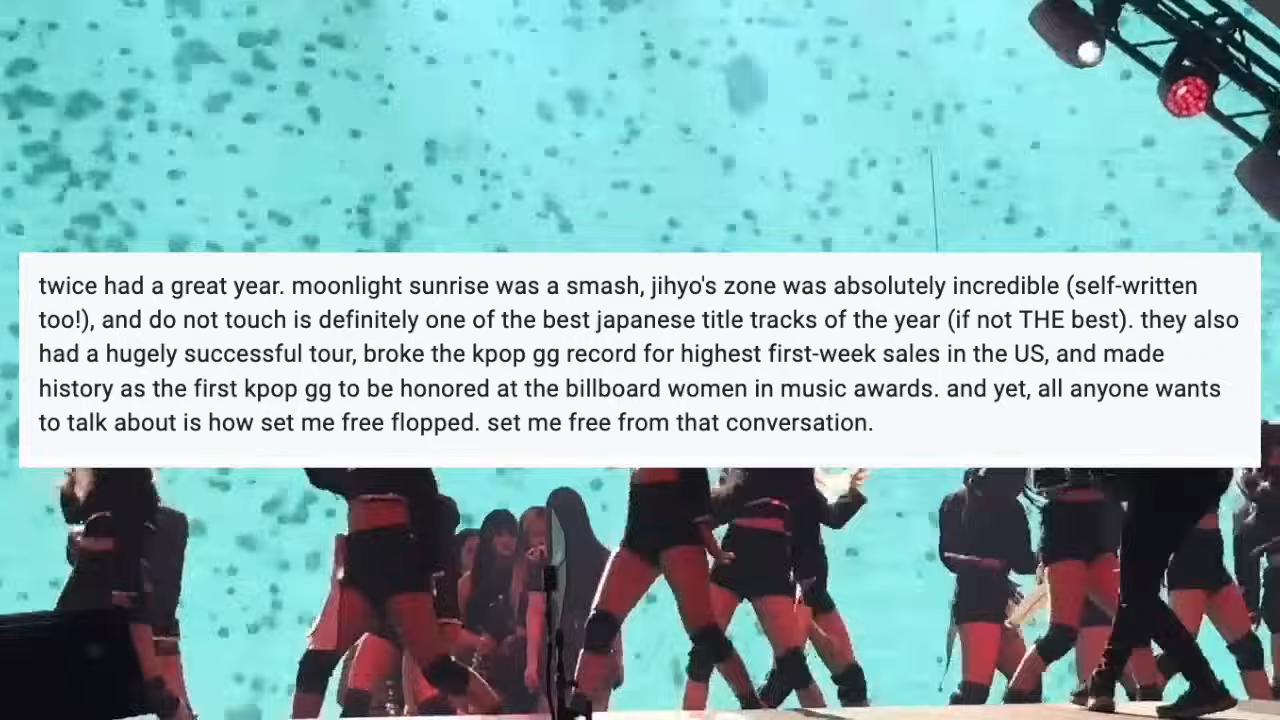 twice had a great year. moonlight sunrise was a smash, jihyo's zone was absolutely incredible (self-written
too!), and do not touch is definitely one of the best japanese title tracks of the year (if not THE best). they also
had a hugely successful tour, broke the kpop gg record for highest first-week sales in the US, and made
history as the first kpop gg to be honored at the billboard women in music awards. and yet, all anyone wants
to talk about is how set me free flopped. set me free from that conversation.